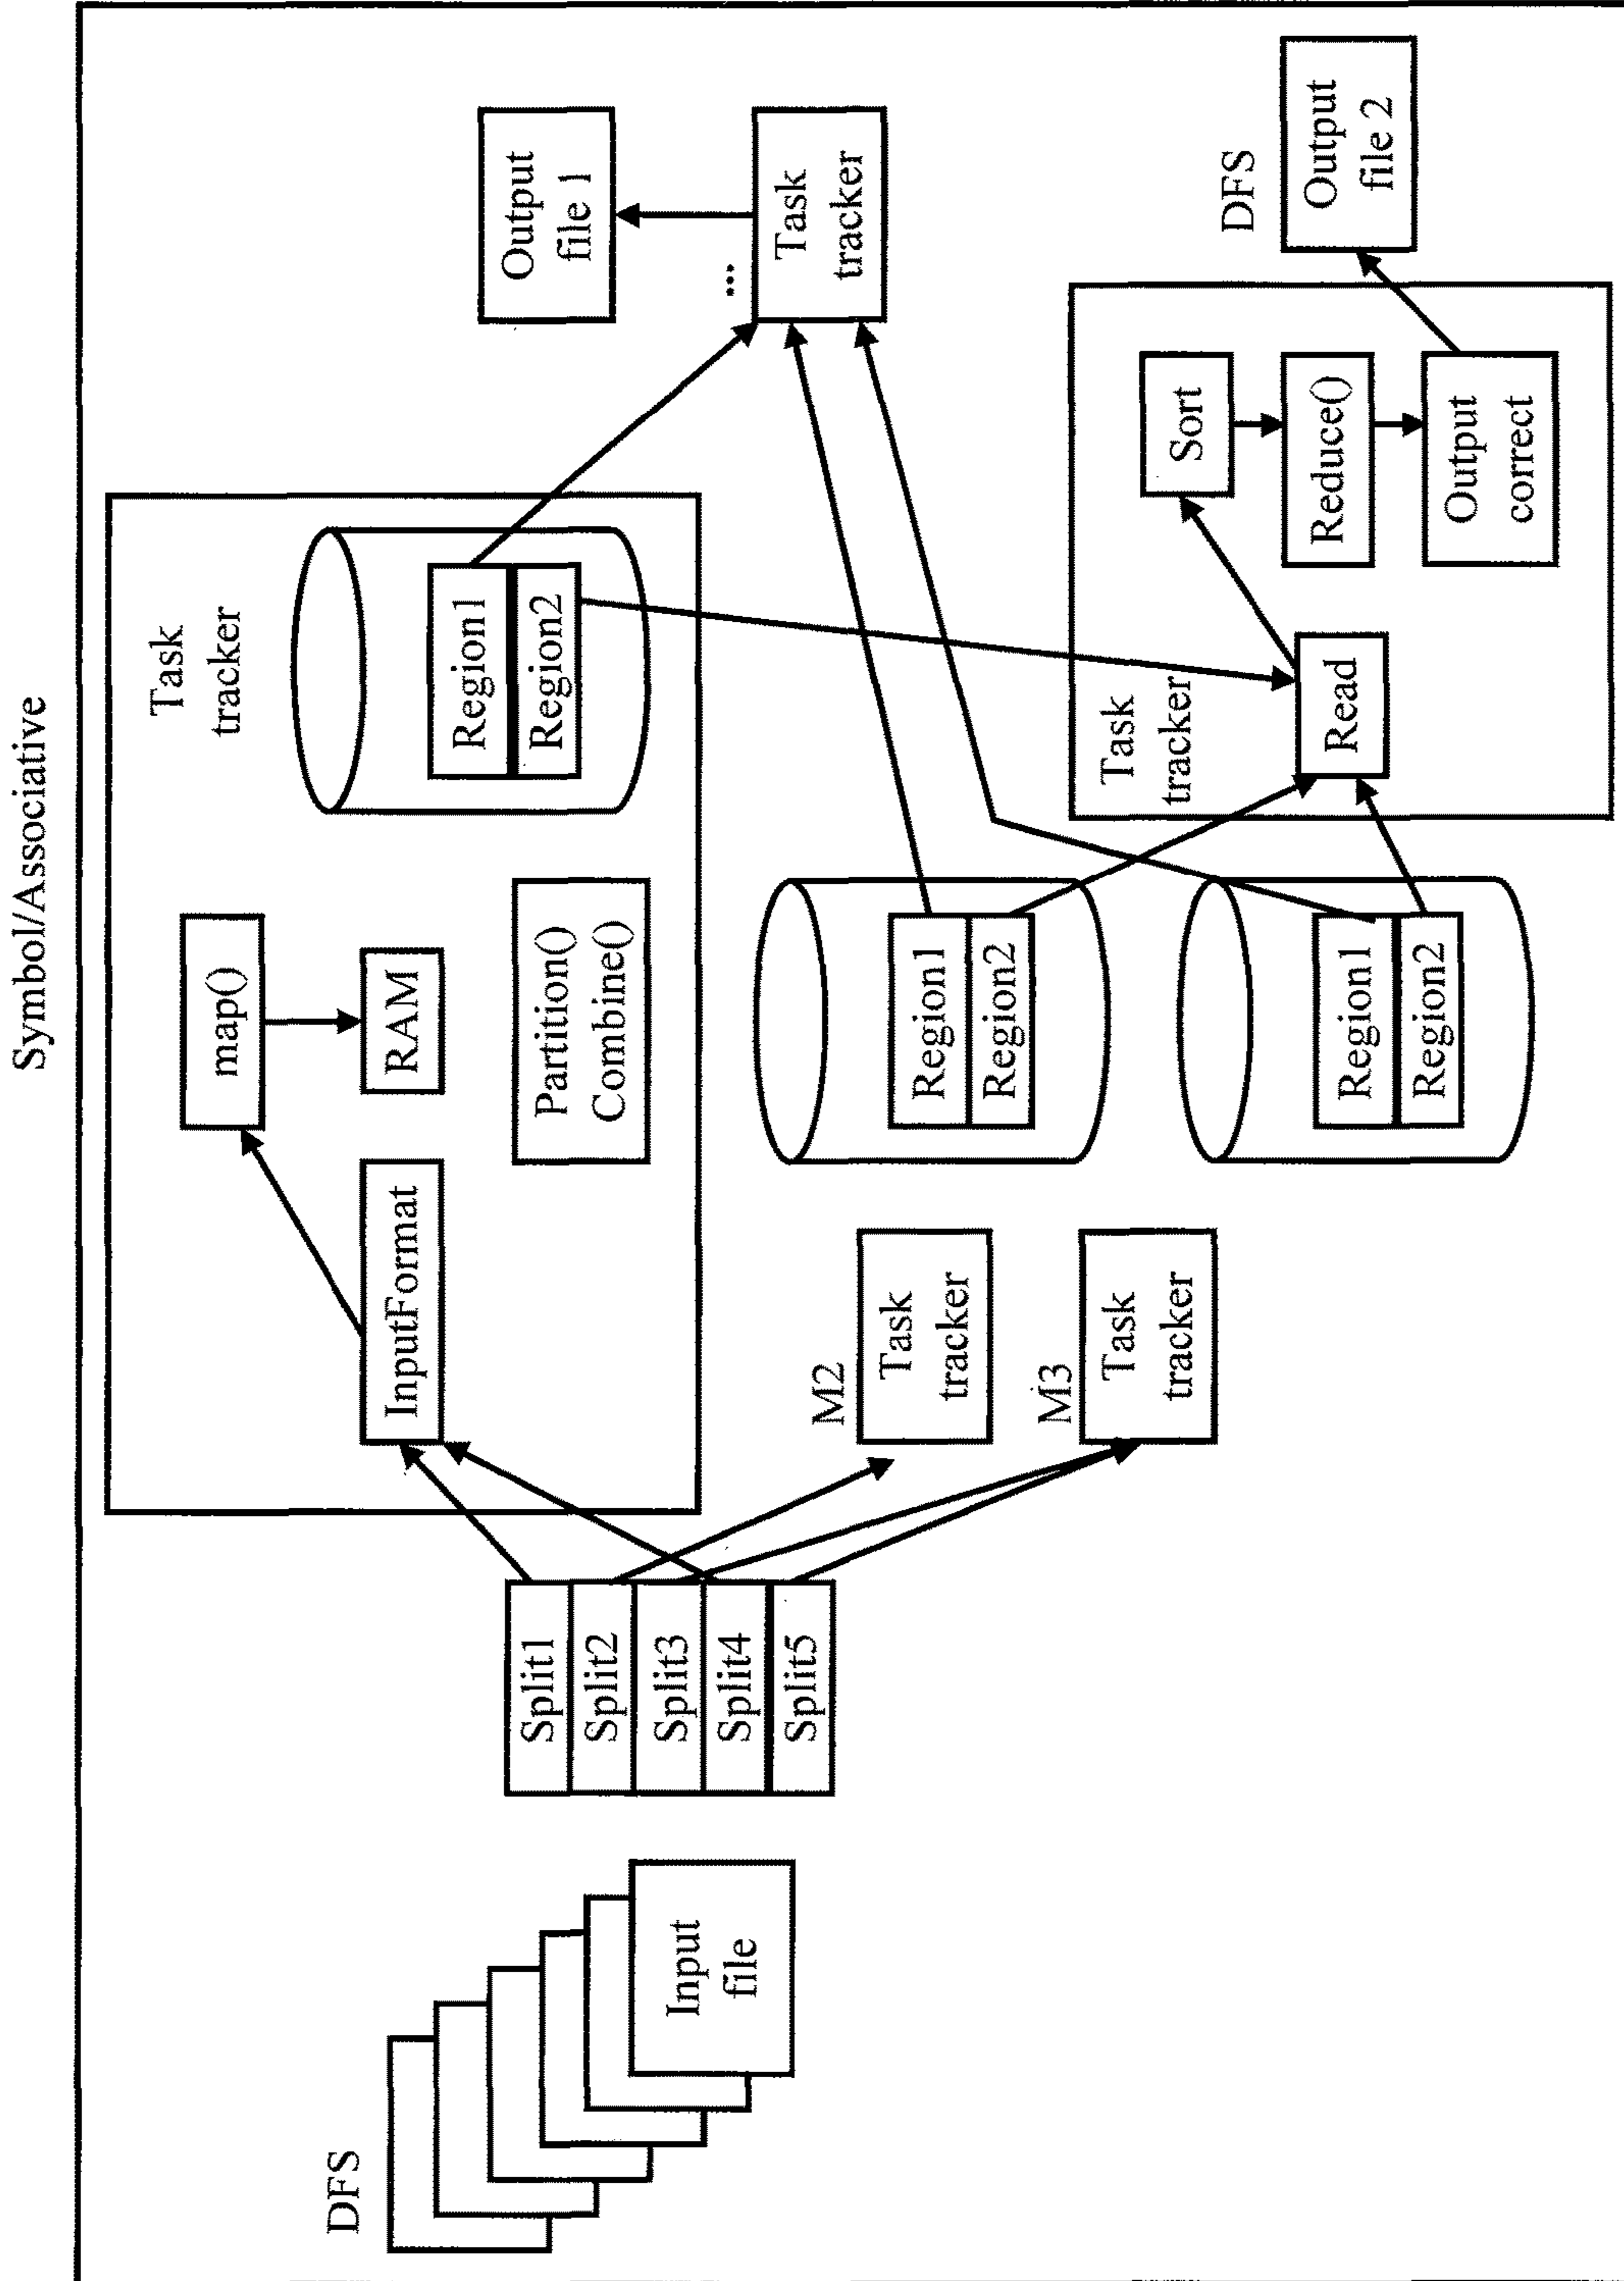 Symbol/Associative
DFS
Input
file
Split1
Split2
Split3
Split4
Split5
InputFormat
map()
RAM
Partition()
Combine()
Task
tracker
Region1
Region2
M2
Task
tracker
M3
Task
tracker
Region1
Region2
Region1
Region2
Output
file 1
...
Task
tracker
Task
tracker
Read
Sort
Reduce()
Output
correct
DFS
Output
file 2